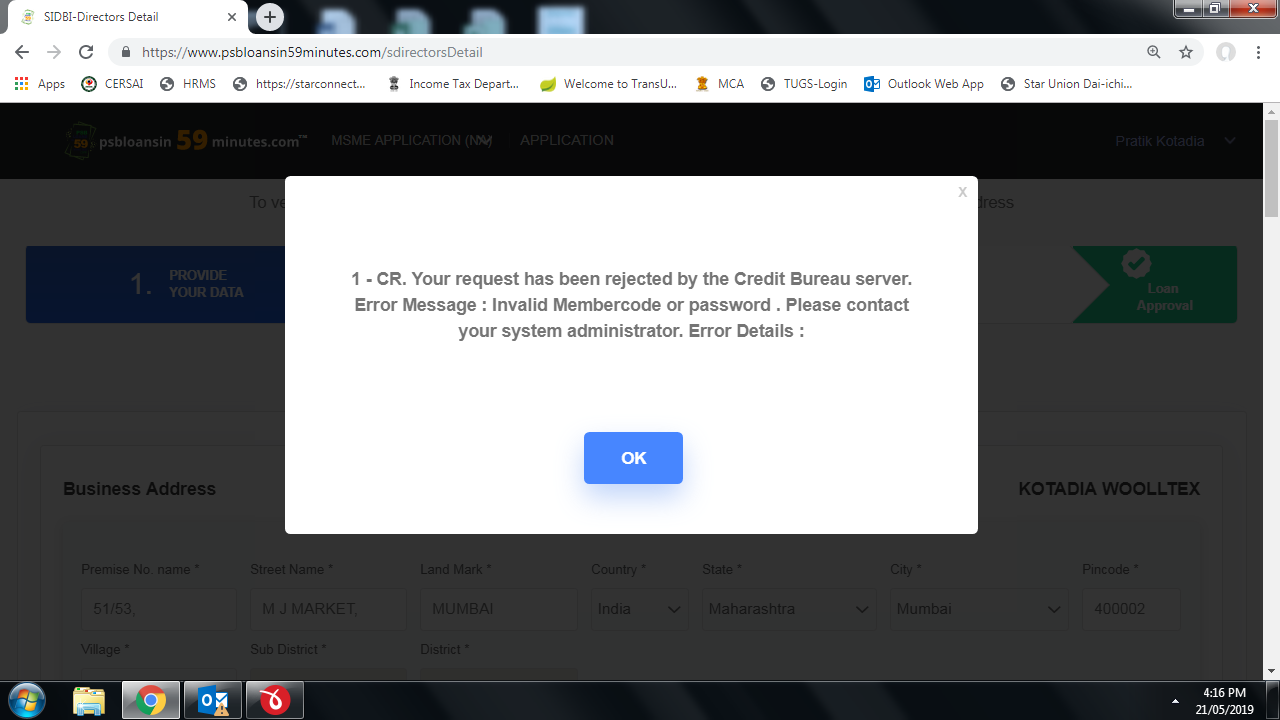 SIDBI-Directors Detail
https://www.psbloansin59minutes.com/sdirectorsDetail
Apps CERSAI HRMS https://starconnect... Income Tax Depart... Welcome to TransU... MCA TUGS-Login Outlook Web App Star Union Dai-ichi...
psbloansin 59 minutes.com™ MSME APPLICATION (NV) APPLICATION Pratik Kotadia
To ve dress
X
1. PROVIDE
YOUR DATA
Loan
Approval
1 - CR. Your request has been rejected by the Credit Bureau server.
Error Message : Invalid Membercode or password . Please contact
your system administrator. Error Details :
OK
Business Address KOTADIA WOOLLTEX
Premise No. name * Street Name * Land Mark * Country * State * City * Pincode *
51/53, M J MARKET, MUMBAI India Maharashtra Mumbai 400002
Village * Sub District * District *
4:16 PM
21/05/2019